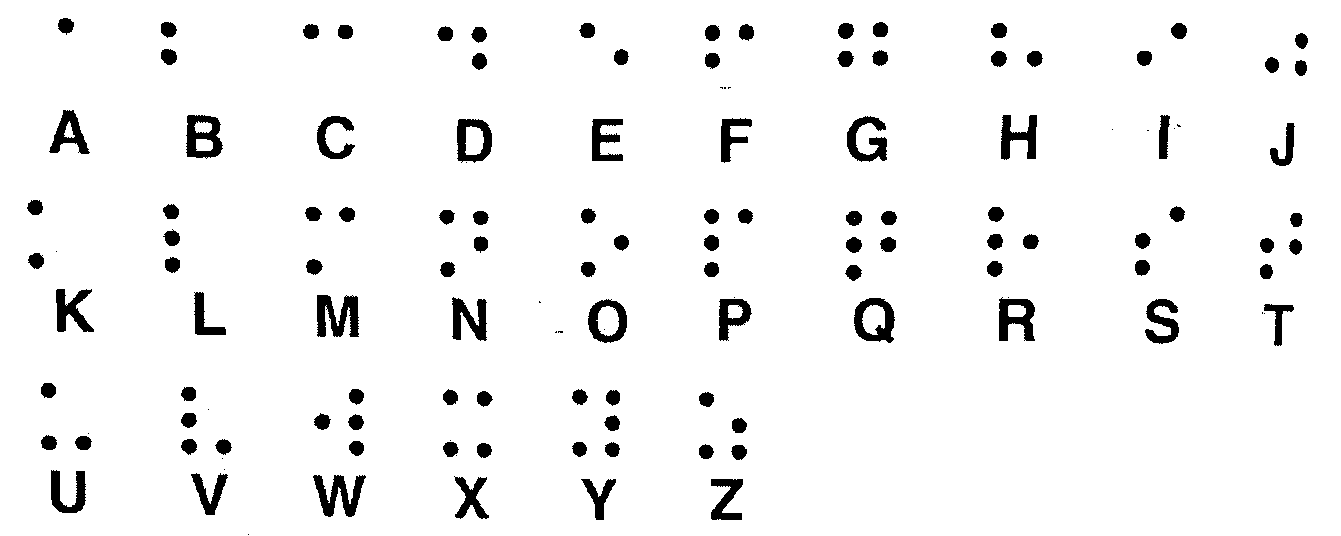 A B C D E F G H I J
K L M N O P Q R S T
U V W X Y Z